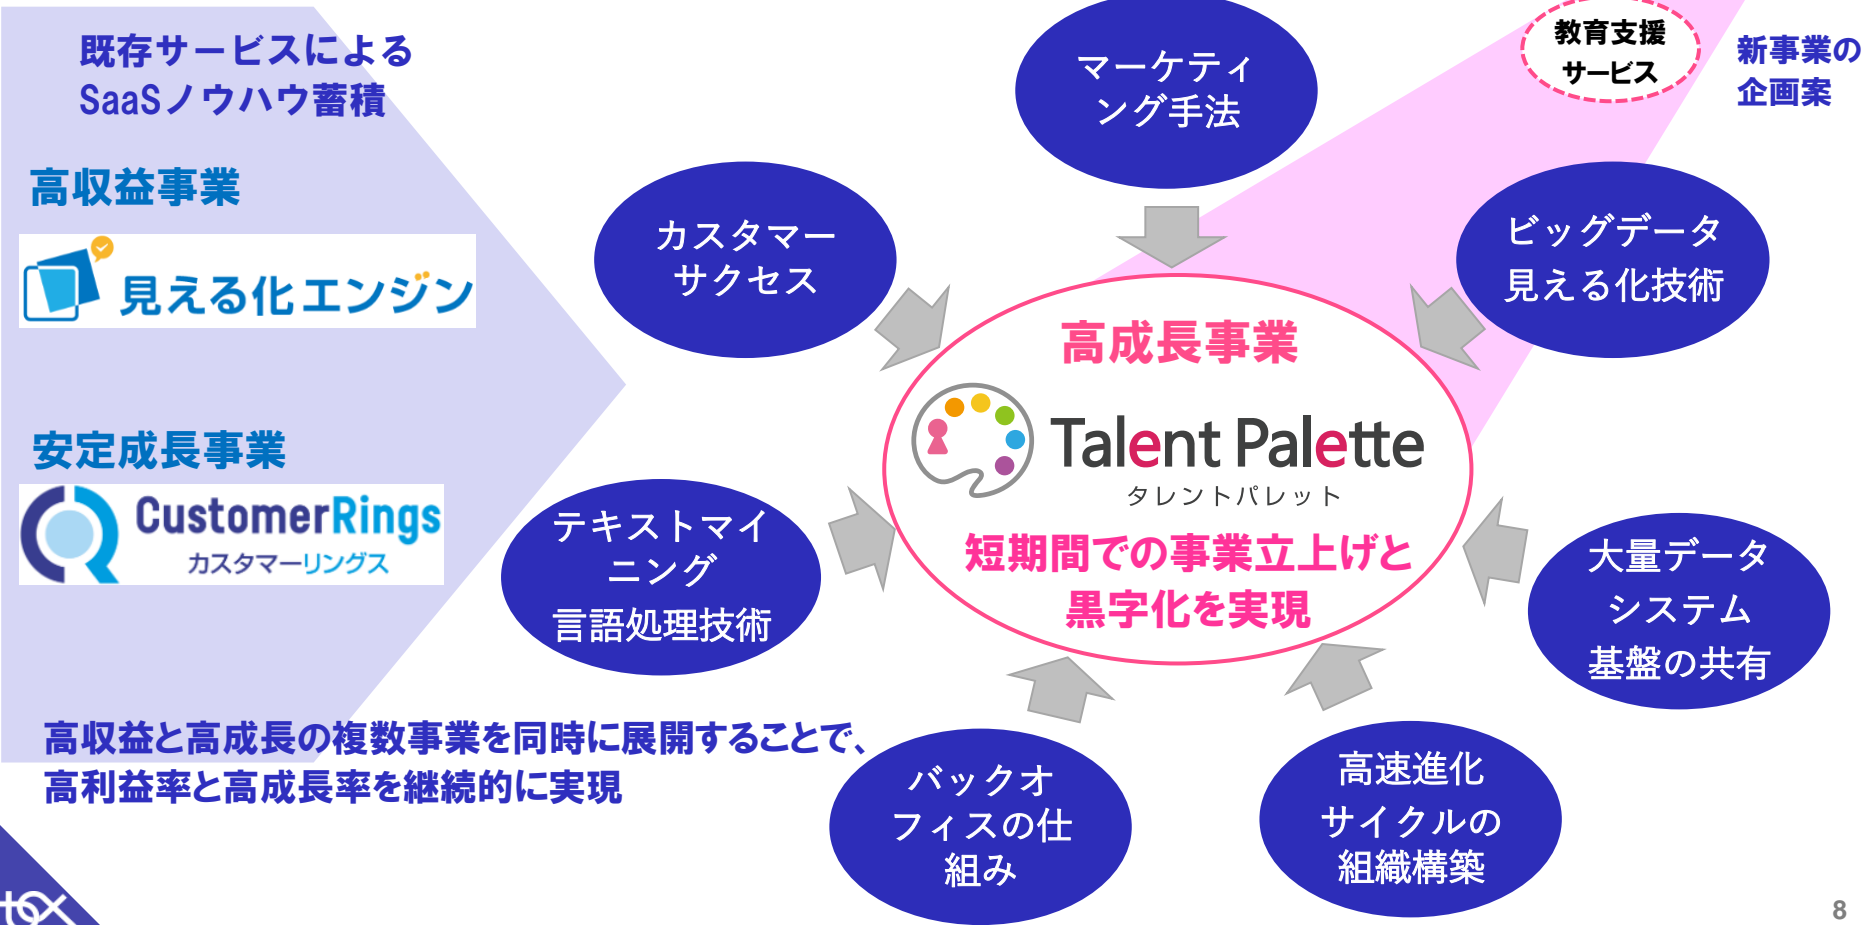 既存サービスによる
SaaSノウハウ蓄積
高収益事業
見える化エンジン
安定成長事業
CustomerRings
カスタマーリングス
高収益と高成長の複数事業を同時に展開することで、
高利益率と高成長率を継続的に実現
マーケティ
ング手法
教育支援
サービス
新事業の
企画案
カスタマー
サクセス
ビッグデータ
見える化技術
高成長事業
Talent Palette
タレントパレット
短期間での事業立上げと
黒字化を実現
テキストマイ
ニング
言語処理技術
大量データ
システム
基盤の共有
バックオ
フィスの仕
組み
高速進化
サイクルの
組織構築
8